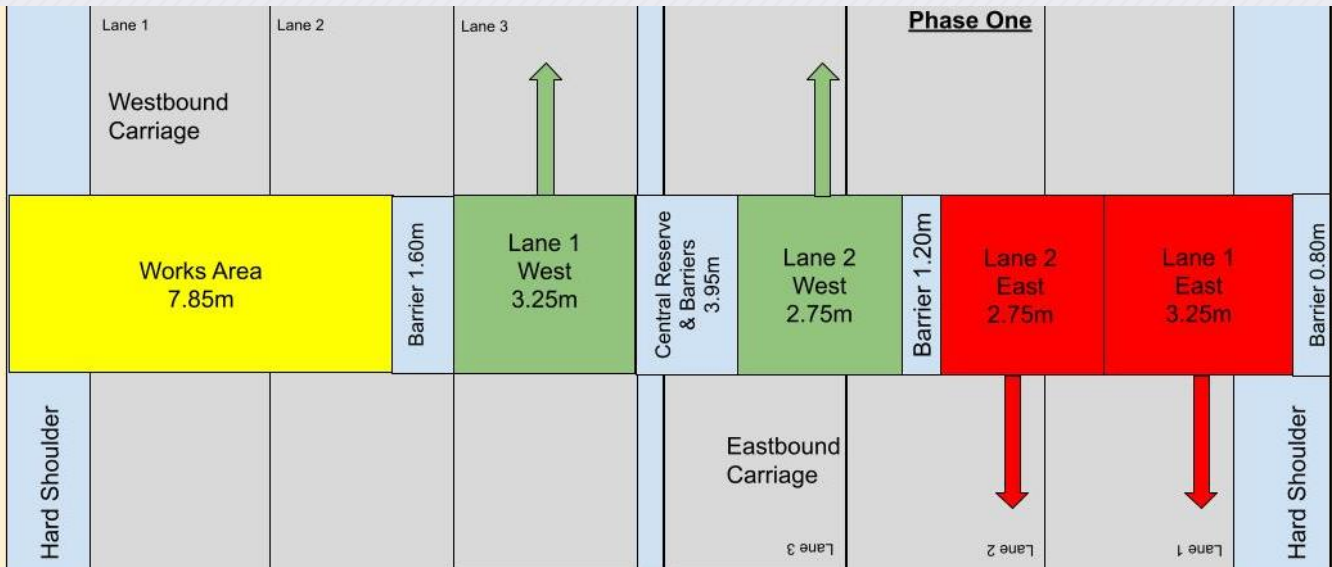 Lane 1
Lane 2
Lane 3
Phase One
Westbound
Carriage
Works Area
7.85m
Barrier 1.60m
Lane 1
West
3.25m
Central Reserve
& Barriers
3.95m
Lane 2
West
2.75m
Barrier 1.20m
Lane 2
East
2.75m
Lane 1
East
3.25m
Barrier 0.80m
Hard Shoulder
Eastbound
Carriage
Lane 3
Lane 2
Lane 1
Hard Shoulder